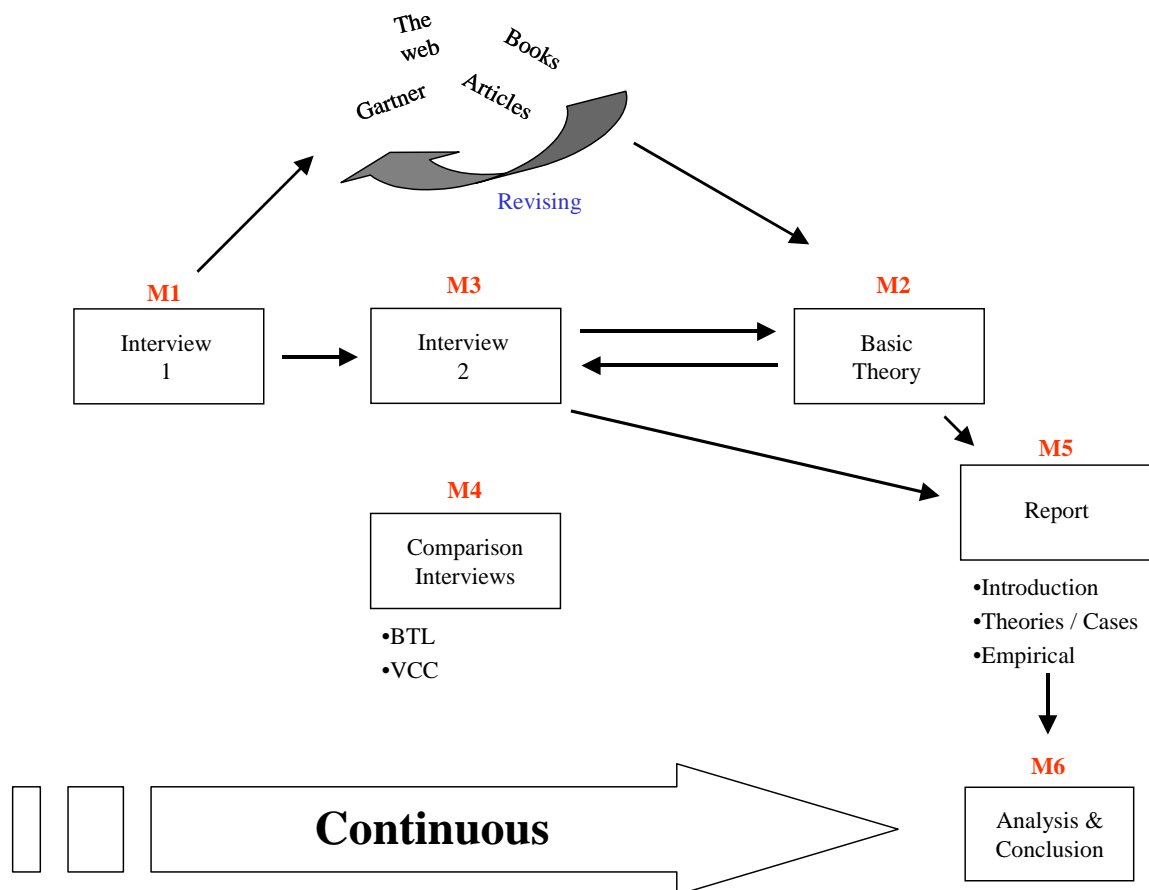 The
web
Books
Gartner
Articles
Revising
M1
M3
M2
Interview
1
Interview
2
Basic
Theory
M5
Report
M4
Comparison
Interviews
•BTL
•VCC
•Introduction
•Theories / Cases
•Empirical
M6
Continuous
Analysis &
Conclusion